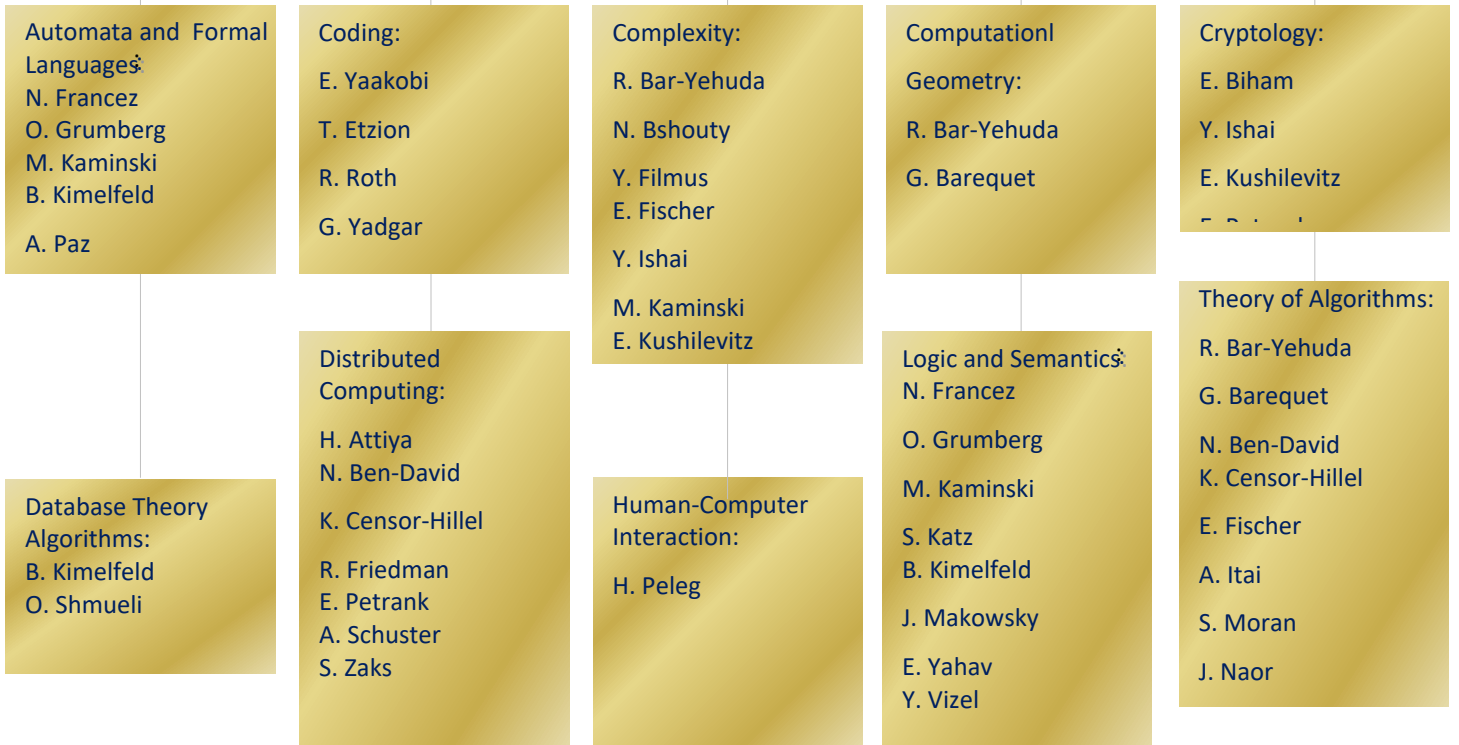 Automata and Formal
Languages:
N. Francez
O. Grumberg
M. Kaminski
B. Kimelfeld
A. Paz
Coding:
E. Yaakobi
T. Etzion
R. Roth
G. Yadgar
Complexity:
R. Bar-Yehuda
N. Bshouty
Y. Filmus
E. Fischer
Y. Ishai
M. Kaminski
E. Kushilevitz
Computationl
Geometry:
R. Bar-Yehuda
G. Barequet
Cryptology:
E. Biham
Y. Ishai
E. Kushilevitz
Database Theory
Algorithms:
B. Kimelfeld
O. Shmueli
Distributed
Computing:
H. Attiya
N. Ben-David
K. Censor-Hillel
R. Friedman
E. Petrank
A. Schuster
S. Zaks
Human-Computer
Interaction:
H. Peleg
Logic and Semantics:
N. Francez
O. Grumberg
M. Kaminski
S. Katz
B. Kimelfeld
J. Makowsky
E. Yahav
Y. Vizel
Theory of Algorithms:
R. Bar-Yehuda
G. Barequet
N. Ben-David
K. Censor-Hillel
E. Fischer
A. Itai
S. Moran
J. Naor